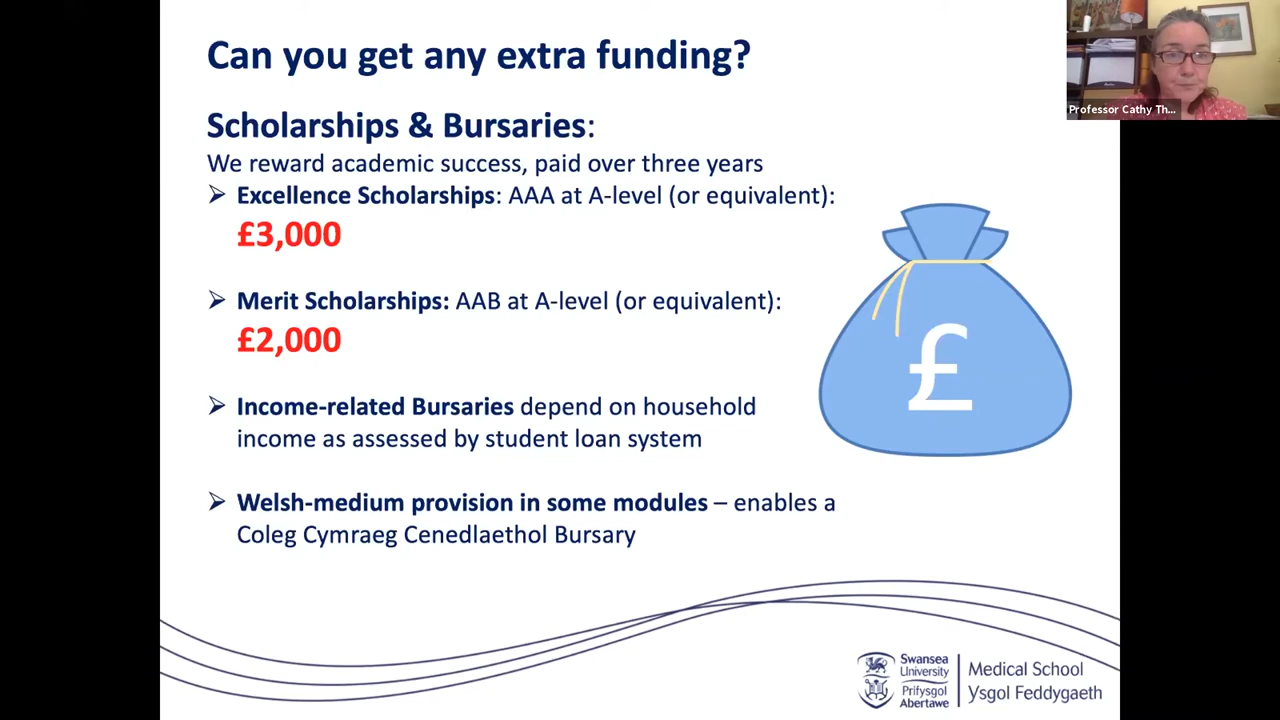 Can you get any extra funding?
Scholarships & Bursaries:
We reward academic success, paid over three years
Excellence Scholarships: AAA at A-level (or equivalent):
£3,000
Merit Scholarships: AAB at A-level (or equivalent):
£2,000
Income-related Bursaries depend on household
income as assessed by student loan system
Welsh-medium provision in some modules – enables a
Coleg Cymraeg Cenedlaethol Bursary
£
Professor Cathy Th...
Swansea
University
Prifysgol
Abertawe
Medical School
Ysgol Feddygaeth